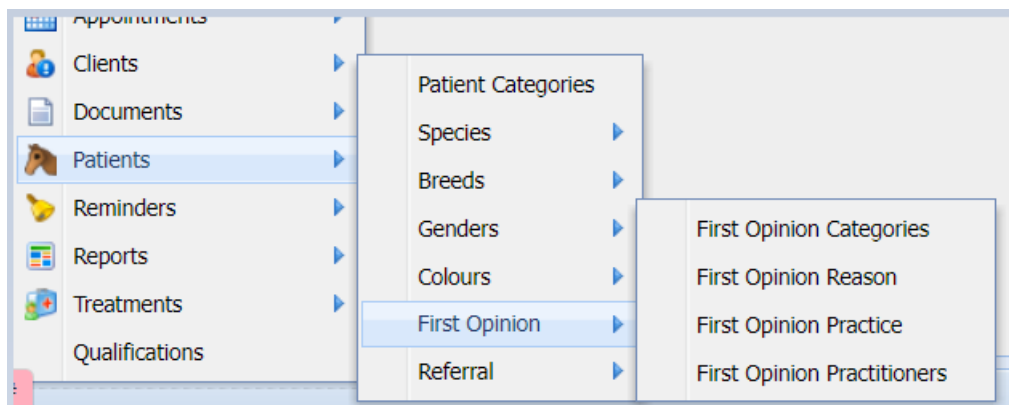 Appointments
Clients
Documents
Patients
Reminders
Reports
Treatments
Qualifications
Patient Categories
Species
Breeds
Genders
Colours
First Opinion
Referral
First Opinion Categories
First Opinion Reason
First Opinion Practice
First Opinion Practitioners